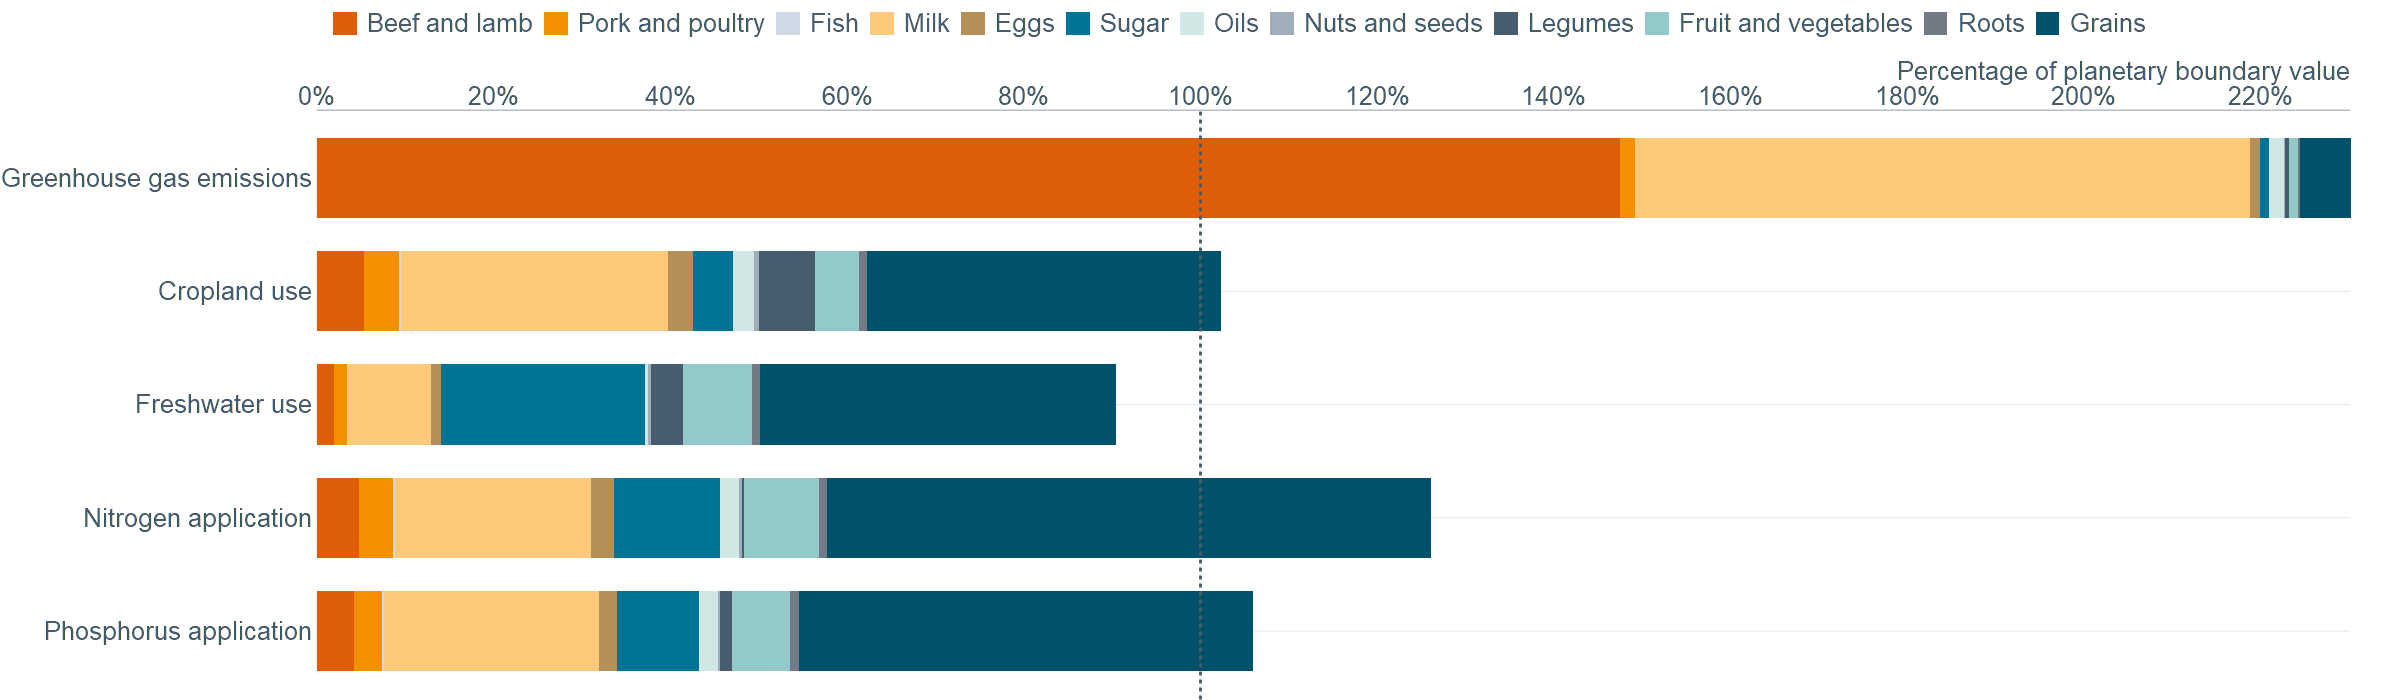 Beef and lamb Pork and poultry Fish Milk Eggs Sugar Oils Nuts and seeds Legumes Fruit and vegetables Roots Grains
Percentage of planetary boundary value
0% 20% 40% 60% 80% 100% 120% 140% 160% 180% 200% 220%
Greenhouse gas emissions
Cropland use
Freshwater use
Nitrogen application
Phosphorus application